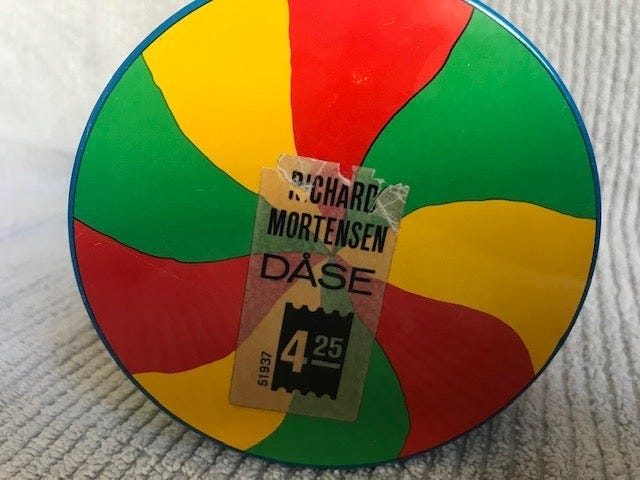 RICHARD
MORTENSEN
DÅSE
4 25
51937